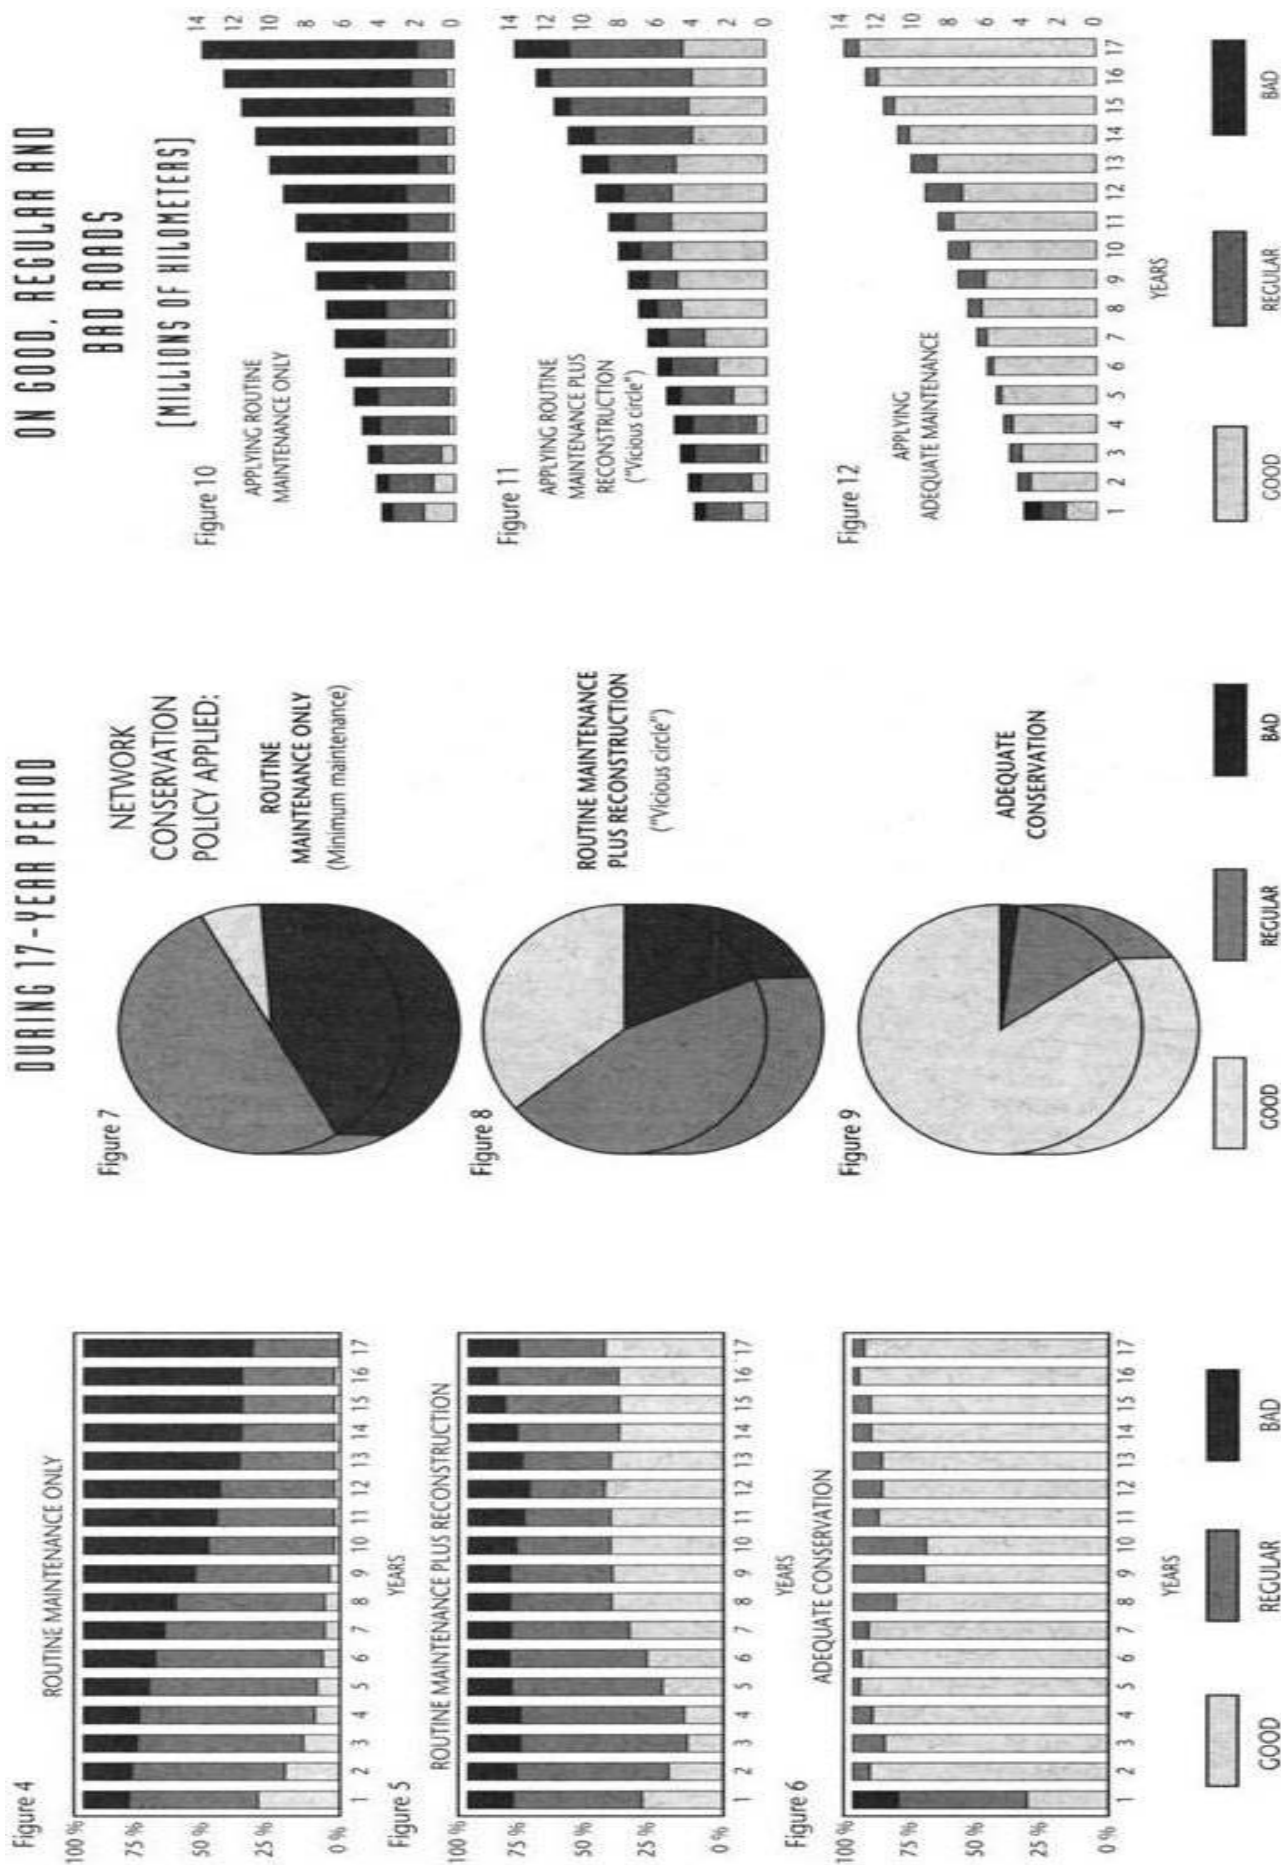 Figure 4
ROUTINE MAINTENANCE ONLY
100 %
75 %
50 %
25 %
0 %
1 2 3 4 5 6 7 8 9 10 11 12 13 14 15 16 17
YEARS
Figure 5
ROUTINE MAINTENANCE PLUS RECONSTRUCTION
100 %
75 %
50 %
25 %
0 %
1 2 3 4 5 6 7 8 9 10 11 12 13 14 15 16 17
YEARS
Figure 6
ADEQUATE CONSERVATION
100 %
75 %
50 %
25 %
0 %
1 2 3 4 5 6 7 8 9 10 11 12 13 14 15 16 17
YEARS
GOOD REGULAR BAD
DURING 17-YEAR PERIOD
Figure 7
NETWORK
CONSERVATION
POLICY APPLIED:
ROUTINE
MAINTENANCE ONLY
(Minimum maintenance)
Figure 8
ROUTINE MAINTENANCE
PLUS RECONSTRUCTION
("Vicious circle")
Figure 9
ADEQUATE
CONSERVATION
GOOD REGULAR BAD
ON GOOD, REGULAR AND
BAD ROADS
[MILLIONS OF KILOMETERS]
Figure 10
APPLYING ROUTINE
MAINTENANCE ONLY
14
12
10
8
6
4
2
0
Figure 11
APPLYING ROUTINE
MAINTENANCE PLUS
RECONSTRUCTION
("Vicious circle")
14
12
10
8
6
4
2
0
Figure 12
APPLYING
ADEQUATE MAINTENANCE
14
12
10
8
6
4
2
0
1 2 3 4 5 6 7 8 9 10 11 12 13 14 15 16 17
YEARS
GOOD REGULAR BAD